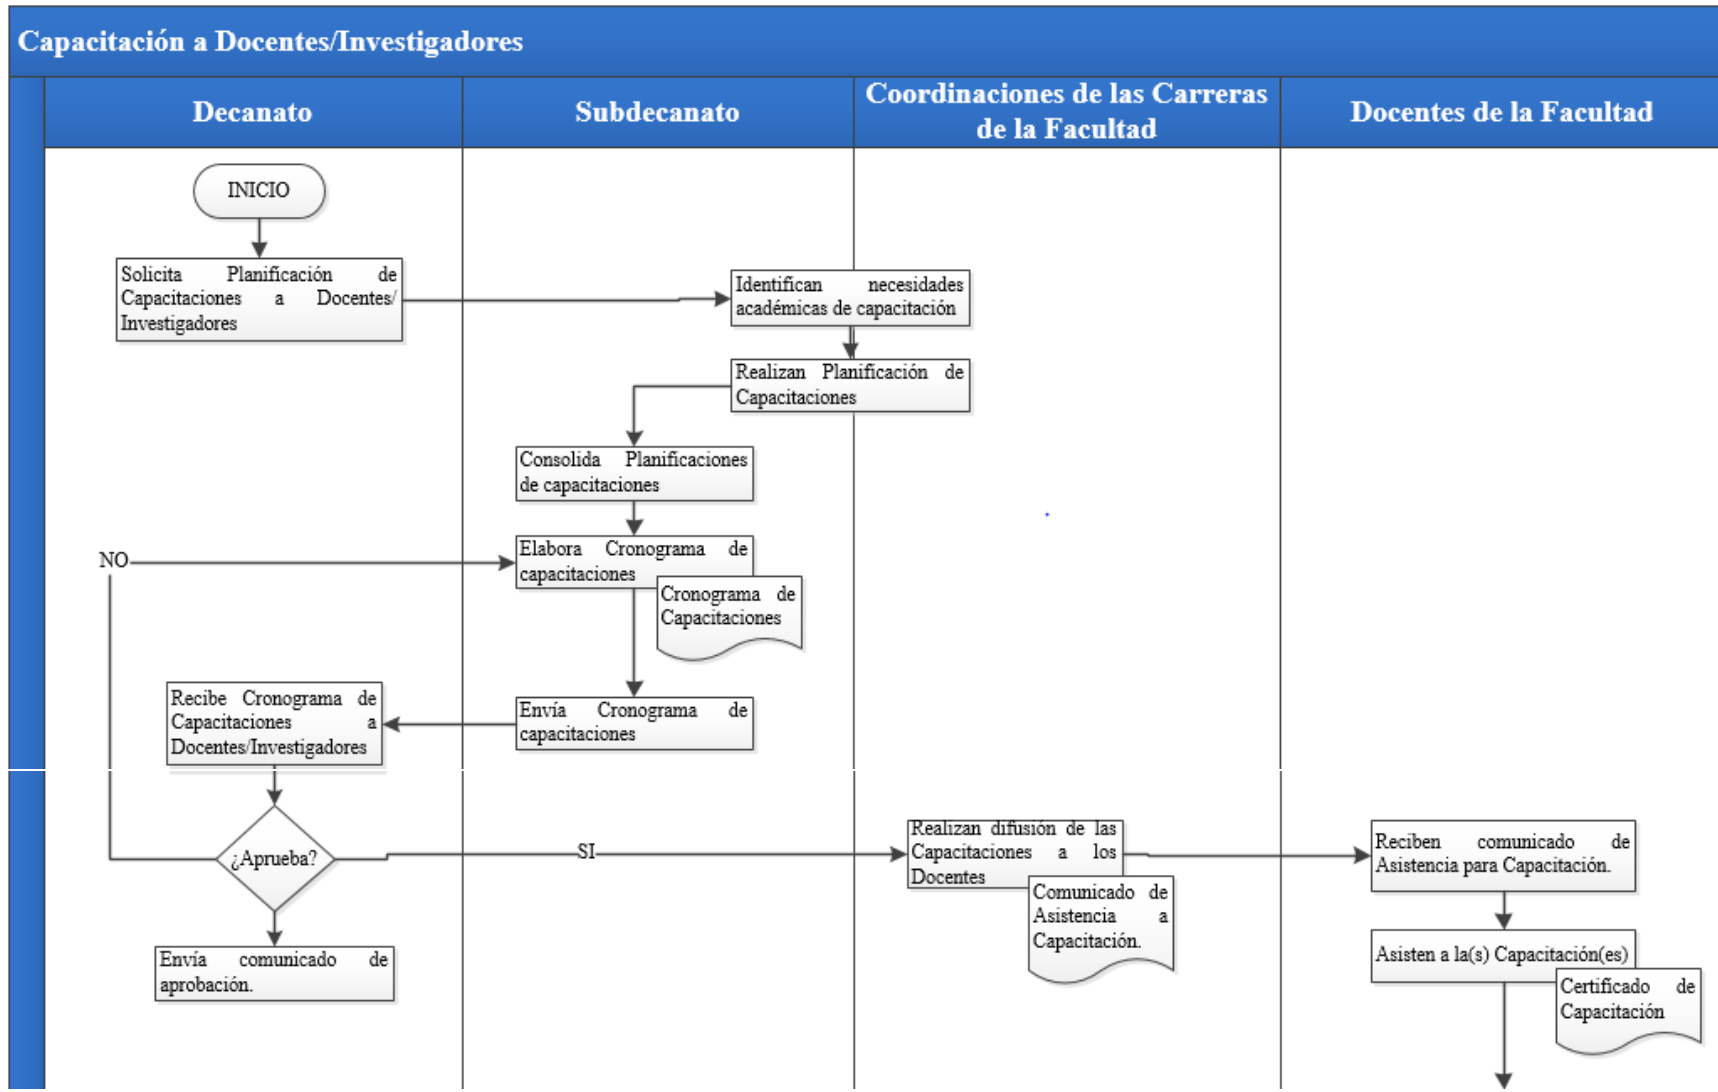 Capacitación a Docentes/Investigadores
Decanato
Subdecanato
Coordinaciones de las Carreras
de la Facultad
Docentes de la Facultad
INICIO
Solicita Planificación de
Capacitaciones a Docentes/
Investigadores
Identifican necesidades
académicas de capacitación
Realizan Planificación de
Capacitaciones
Consolida Planificaciones
de capacitaciones
NO
Elabora Cronograma de
capacitaciones
Cronograma de
Capacitaciones
Recibe Cronograma de
Capacitaciones a
Docentes/Investigadores
Envía Cronograma de
capacitaciones
¿Aprueba?
SI
Realizan difusión de las
Capacitaciones a los
Docentes
Comunicado de
Asistencia a
Capacitación.
Reciben comunicado de
Asistencia para Capacitación.
Envía comunicado de
aprobación.
Asisten a la(s) Capacitación(es)
Certificado de
Capacitación